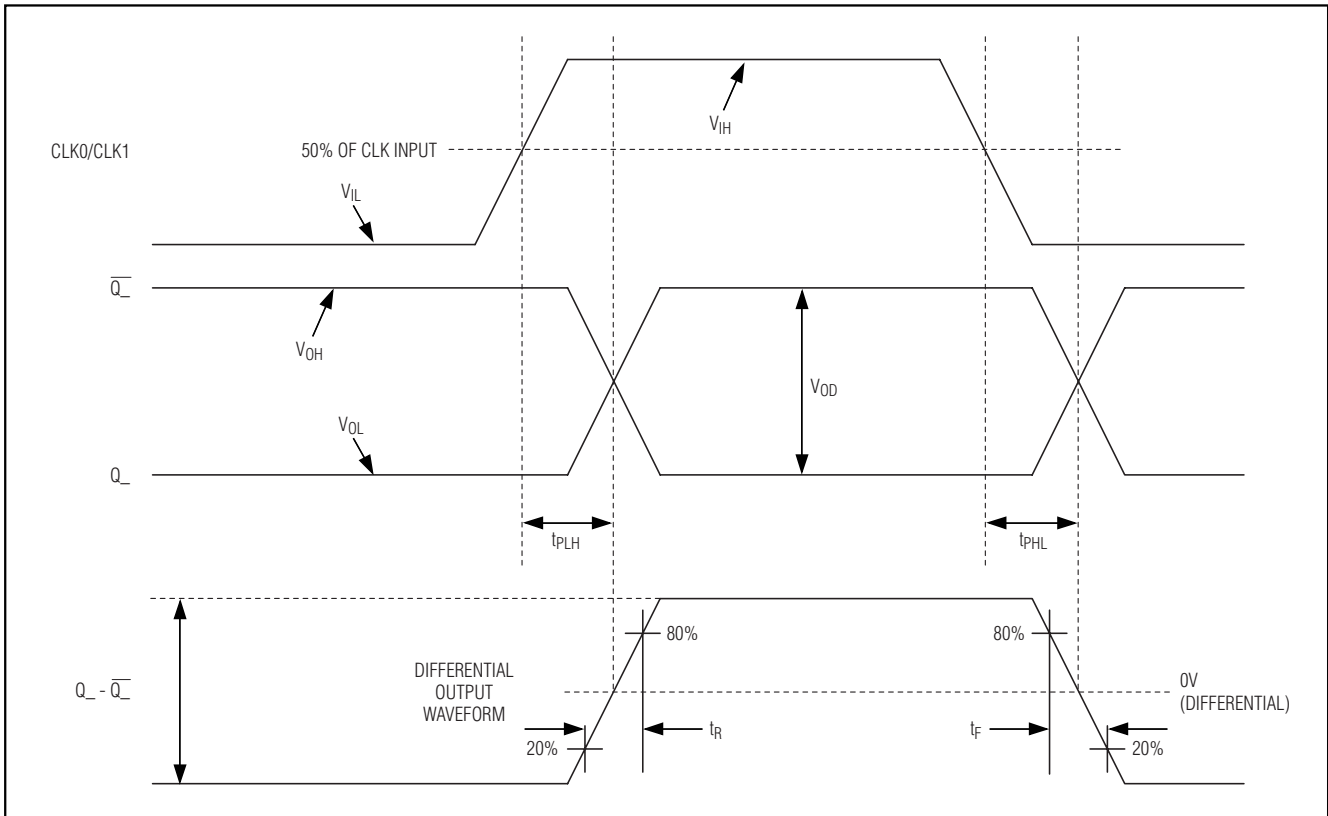 V_IH
CLK0/CLK1
50% OF CLK INPUT
V_IL
Q̅_̅
V_OH
V_OD
V_OL
Q_
t_PLH
t_PHL
80%
80%
Q_ - Q̅_̅
DIFFERENTIAL
OUTPUT
WAVEFORM
0V
(DIFFERENTIAL)
t_R
t_F
20%
20%